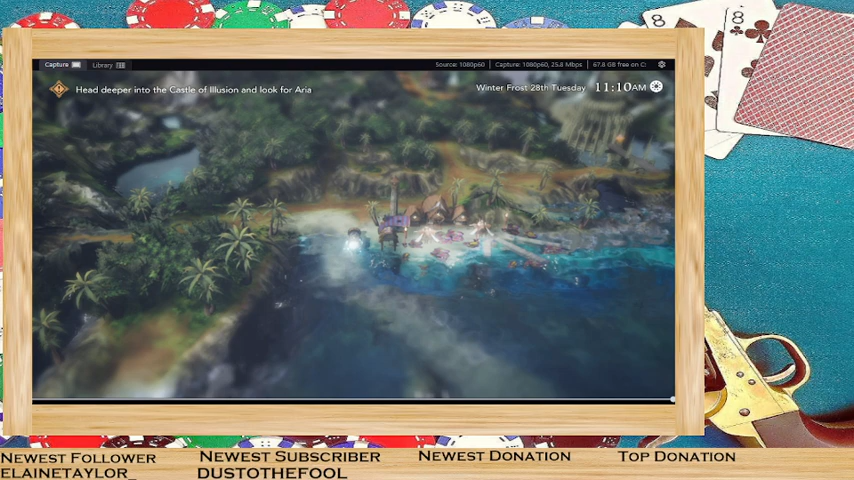 Capture Library Source: 1080p60 Capture: 1080p60, 25.8 Mbps 67.8 GB free on C:
Head deeper into the Castle of Illusion and look for Aria Winter Frost 28th Tuesday 11:10AM
8 8
NEWEST FOLLOWER NEWEST SUBSCRIBER NEWEST DONATION TOP DONATION
ELAINETAYLOR_ DUSTOTHEFOOL